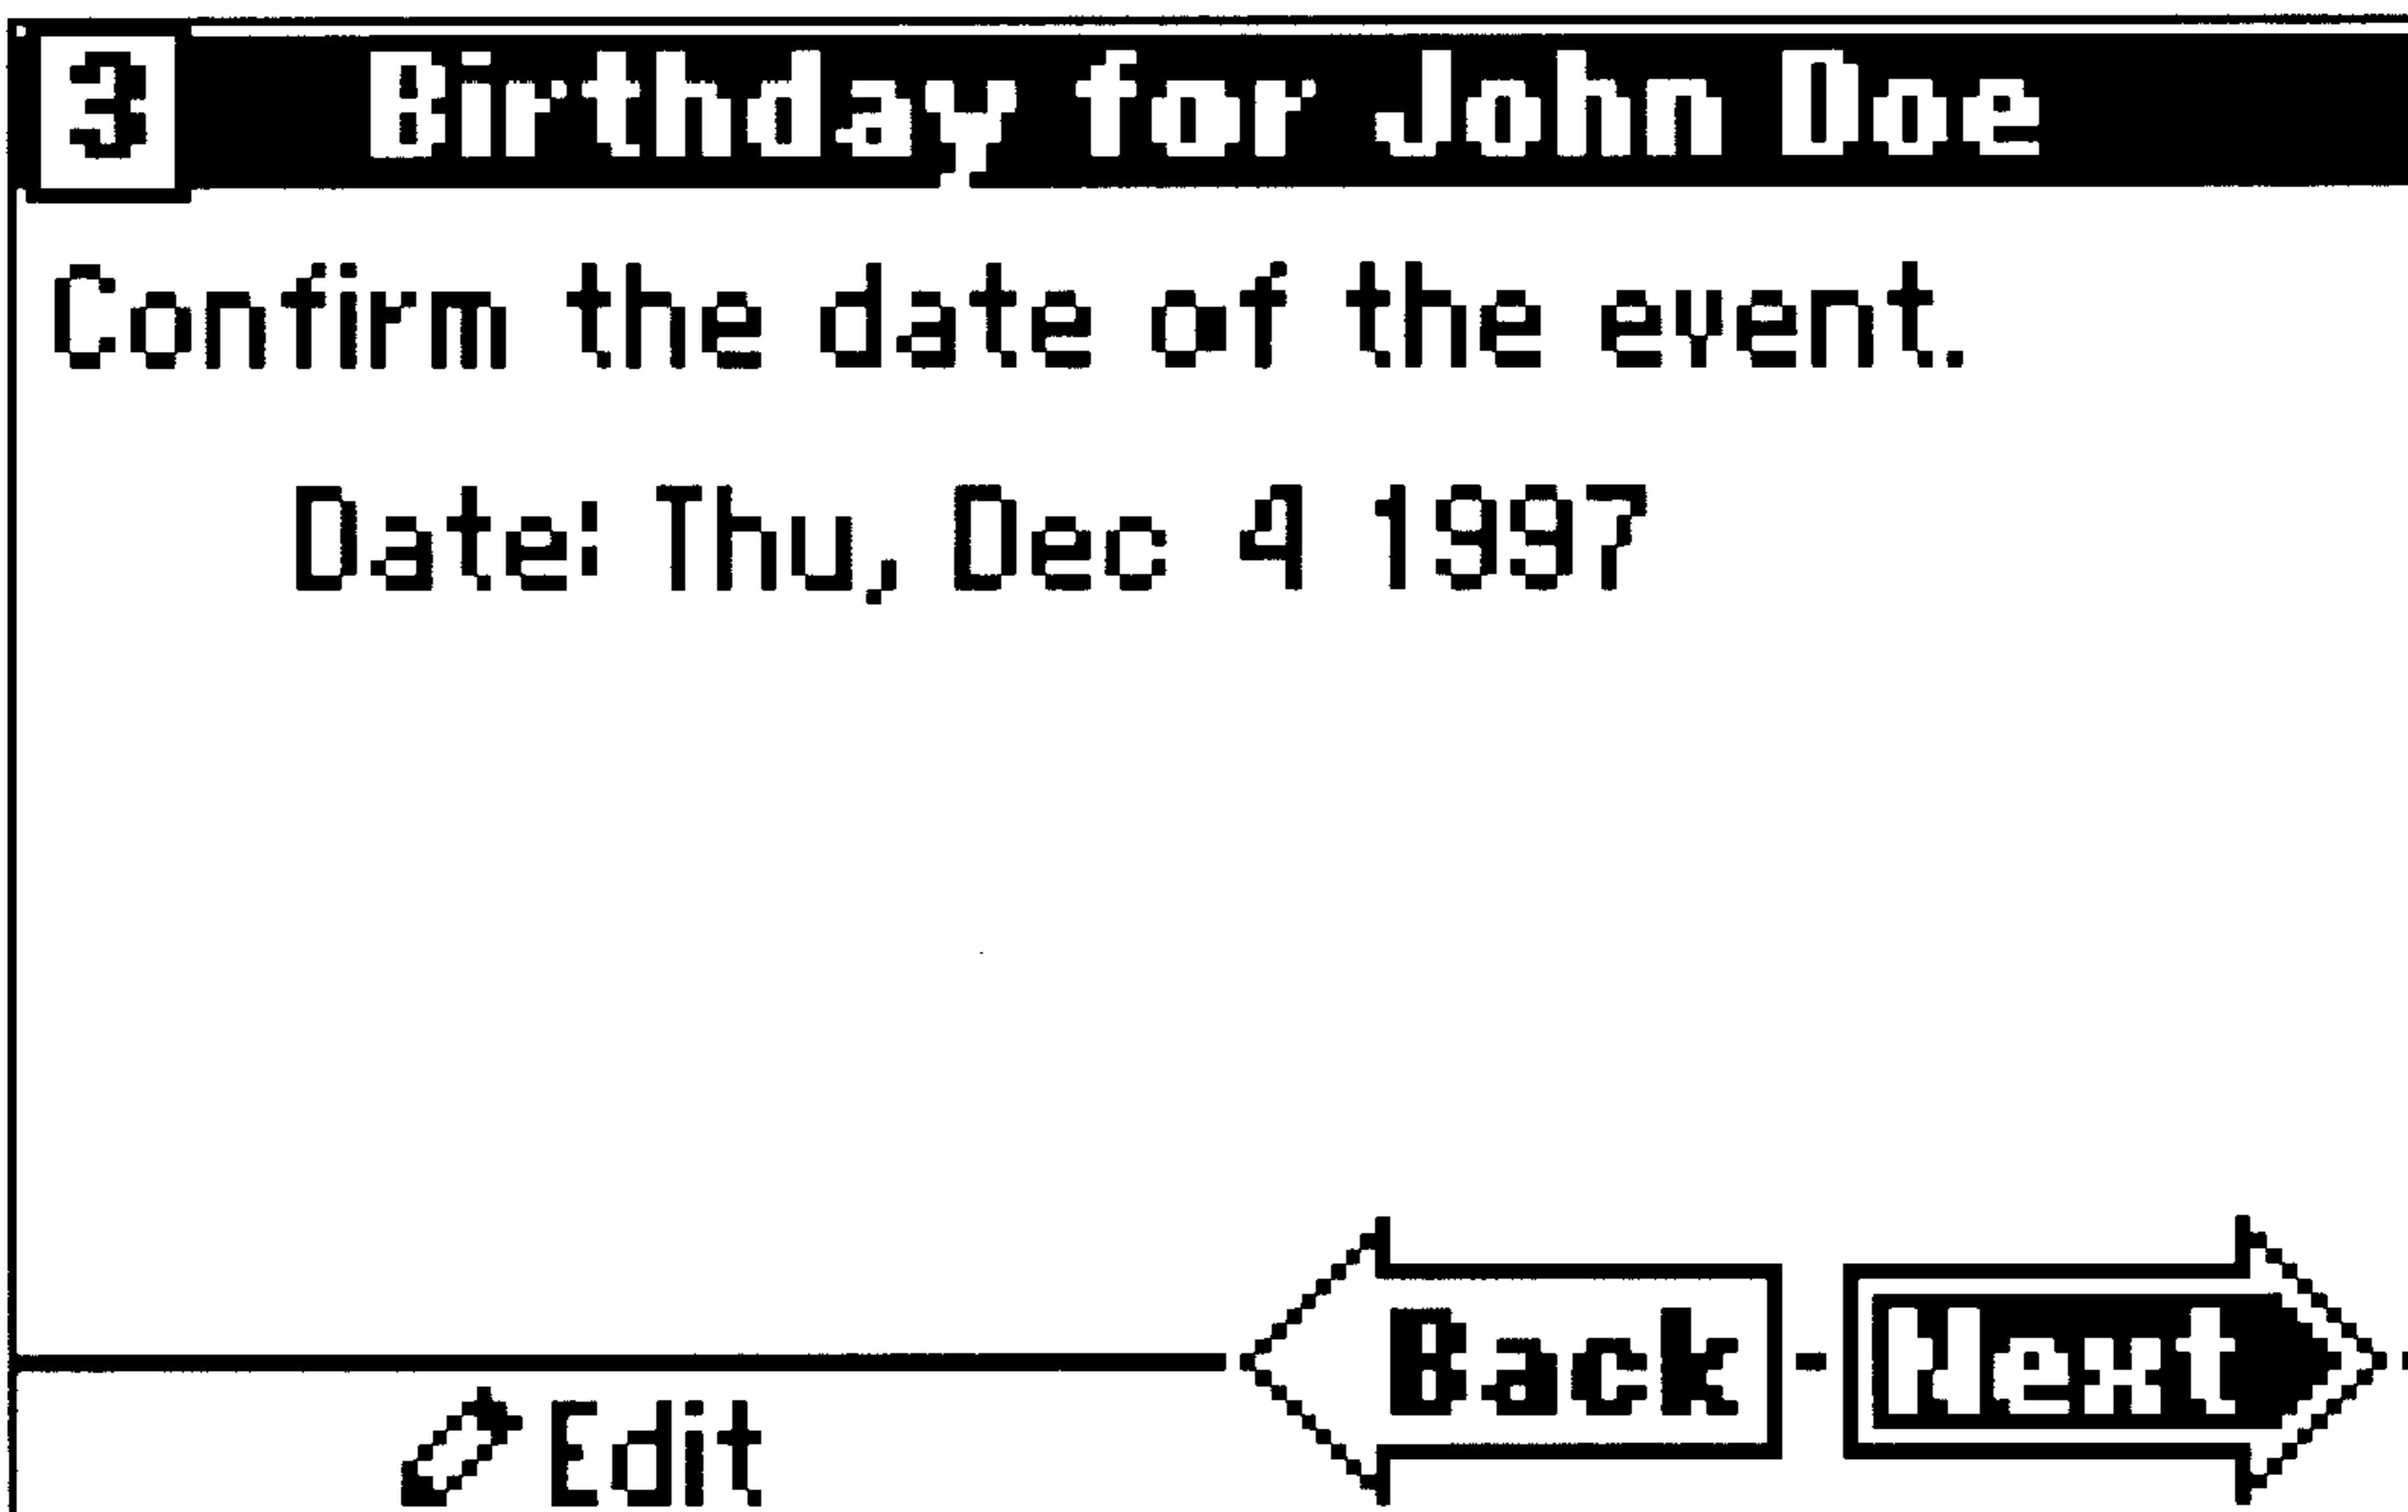 3 Birthday for John Doe
Confirm the date of the event.
Date: Thu, Dec 4 1997
Back Next
Edit